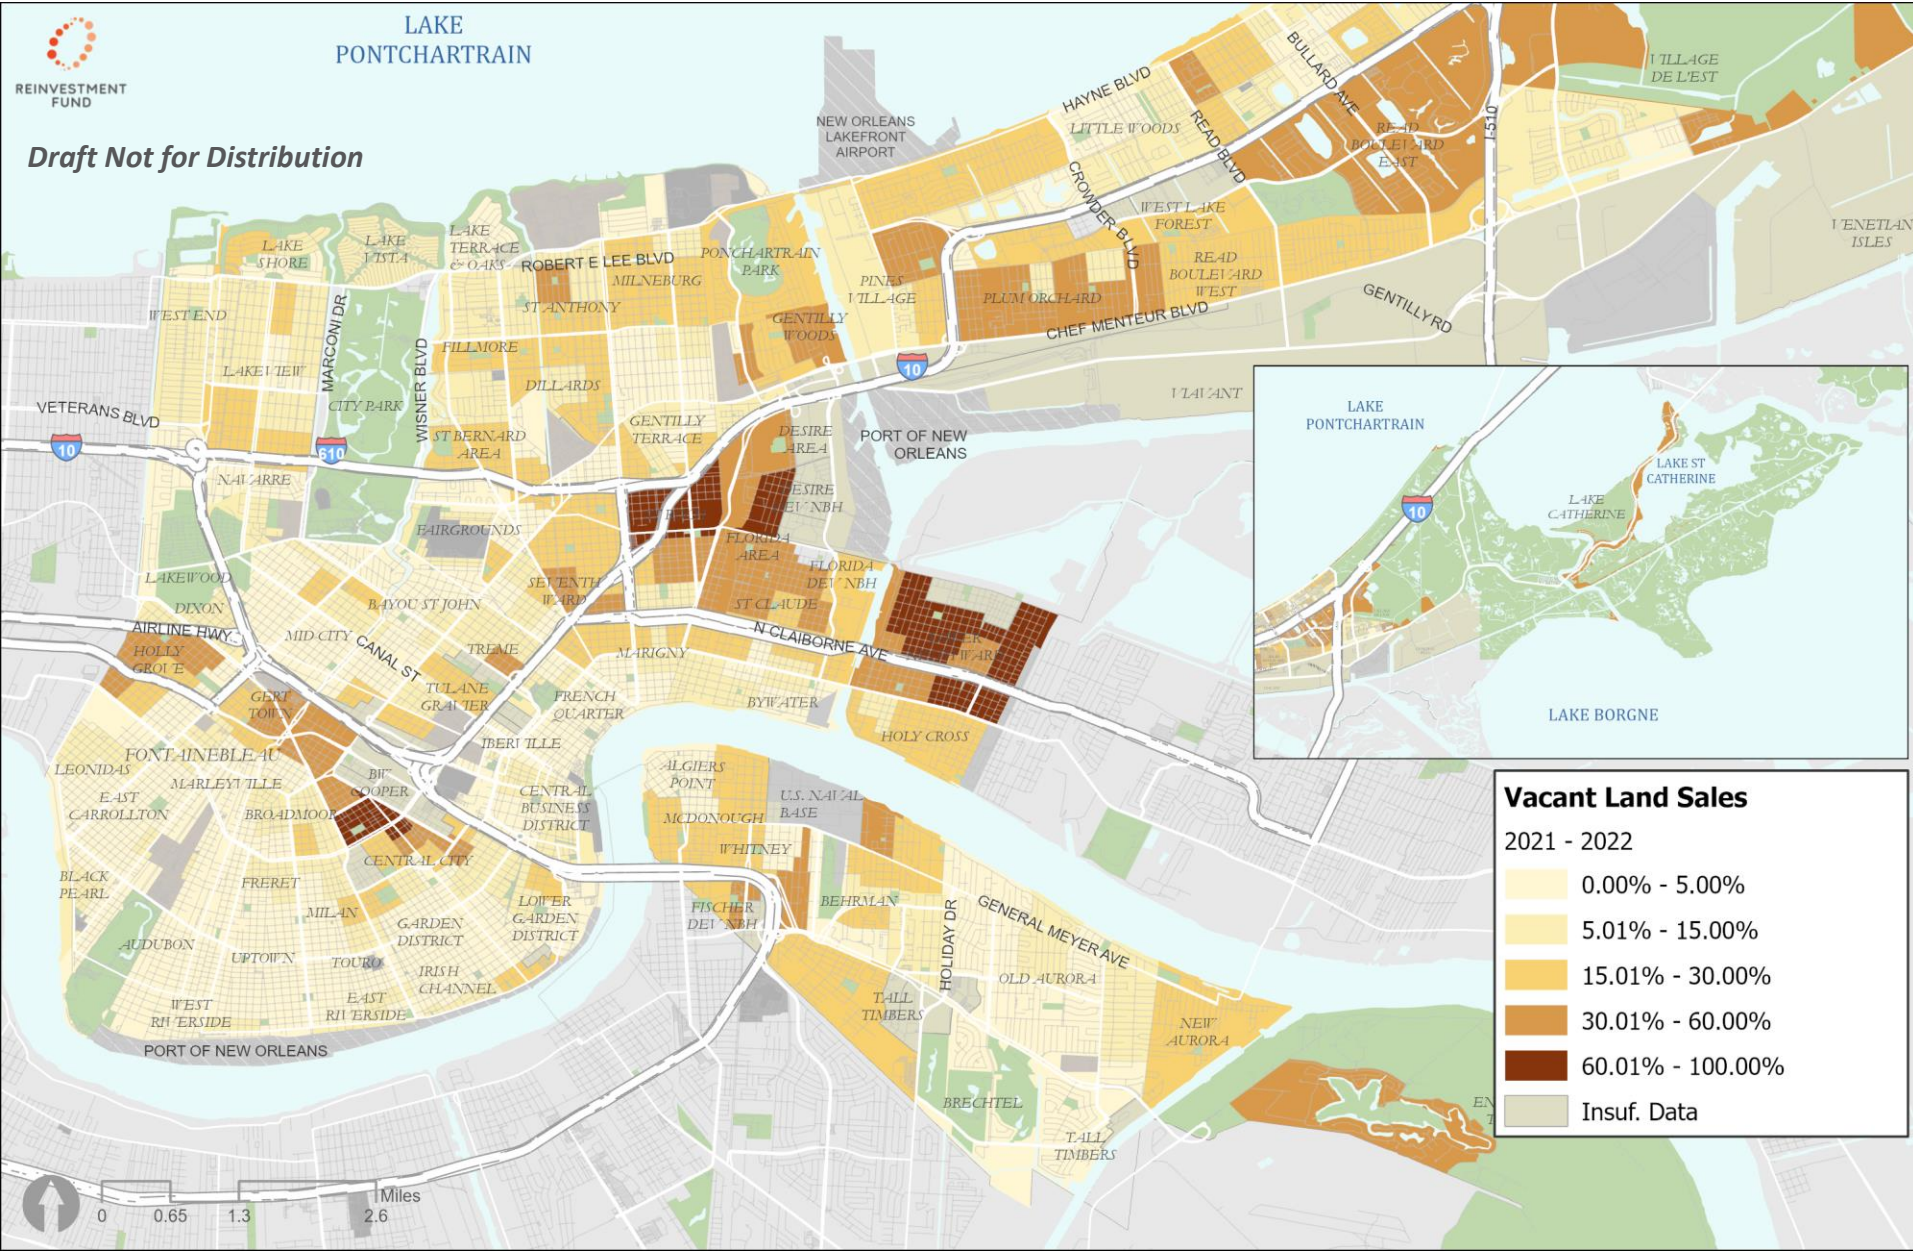 REINVESTMENT
FUND
Draft Not for Distribution
LAKE
PONTCHARTRAIN
NEW ORLEANS
LAKEFRONT
AIRPORT
HAYNE BLVD
LITTLE WOODS
BULLARD AVE
READ BLVD
READ
BOULEVARD
EAST
I-510
VILLAGE
DE L'EST
VENETIAN
ISLES
CROWDER BLVD
WEST LAKE
FOREST
READ
BOULEVARD
WEST
LAKE
SHORE
LAKE
VISTA
LAKE
TERRACE
& OAKS
ROBERT E LEE BLVD
MILNEBURG
PONCHARTRAIN
PARK
PINES
VILLAGE
PLUM ORCHARD
CHEF MENTEUR BLVD
GENTILLY RD
WEST END
MARCONI DR
ST ANTHONY
GENTILLY
WOODS
FILLMORE
LAKEVIEW
CITY PARK
WISNER BLVD
DILLARDS
10
VIAVANT
VETERANS BLVD
10
610
ST BERNARD
AREA
GENTILLY
TERRACE
DESIRE
AREA
PORT OF NEW
ORLEANS
NAVARRE
FAIRGROUNDS
FLORIDA
AREA
FLORIDA
DEV NBH
LAKEWOOD
DIXON
BAYOU ST JOHN
SEVENTH
WARD
ST CLAUDE
AIRLINE HWY
MID-CITY
CANAL ST
TREME
MARIGNY
N CLAIBORNE AVE
HOLLY
GROVE
GERT
TOWN
TULANE
GRAVIER
FRENCH
QUARTER
BYWATER
HOLY CROSS
IBERVILLE
FONTAINEBLEAU
LEONIDAS
MARLEYVILLE
BW
COOPER
ALGIERS
POINT
EAST
CARROLLTON
BROADMOOR
CENTRAL
BUSINESS
DISTRICT
U.S. NAVAL
BASE
MCDONOUGH
WHITNEY
CENTRAL CITY
BLACK
PEARL
FRERET
MILAN
GARDEN
DISTRICT
LOWER
GARDEN
DISTRICT
FISCHER
DEV NBH
BEHRMAN
HOLIDAY DR
GENERAL MEYER AVE
AUDUBON
UPTOWN
TOURO
IRISH
CHANNEL
OLD AURORA
WEST
RIVERSIDE
EAST
RIVERSIDE
TALL
TIMBERS
NEW
AURORA
PORT OF NEW ORLEANS
BRECHTEL
TALL
TIMBERS
LAKE
PONTCHARTRAIN
10
LAKE ST
CATHERINE
LAKE
CATHERINE
LAKE BORGNE
Vacant Land Sales
2021 - 2022
0.00% - 5.00%
5.01% - 15.00%
15.01% - 30.00%
30.01% - 60.00%
60.01% - 100.00%
Insuf. Data
Miles
0 0.65 1.3 2.6